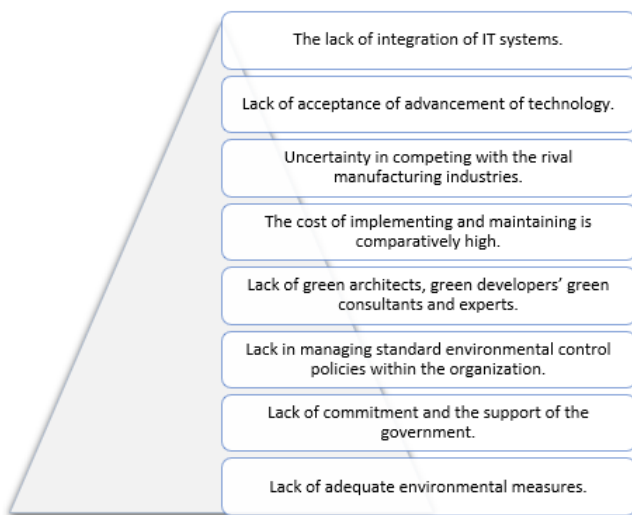 The lack of integration of IT systems.
Lack of acceptance of advancement of technology.
Uncertainty in competing with the rival
manufacturing industries.
The cost of implementing and maintaining is
comparatively high.
Lack of green architects, green developers’ green
consultants and experts.
Lack in managing standard environmental control
policies within the organization.
Lack of commitment and the support of the
government.
Lack of adequate environmental measures.